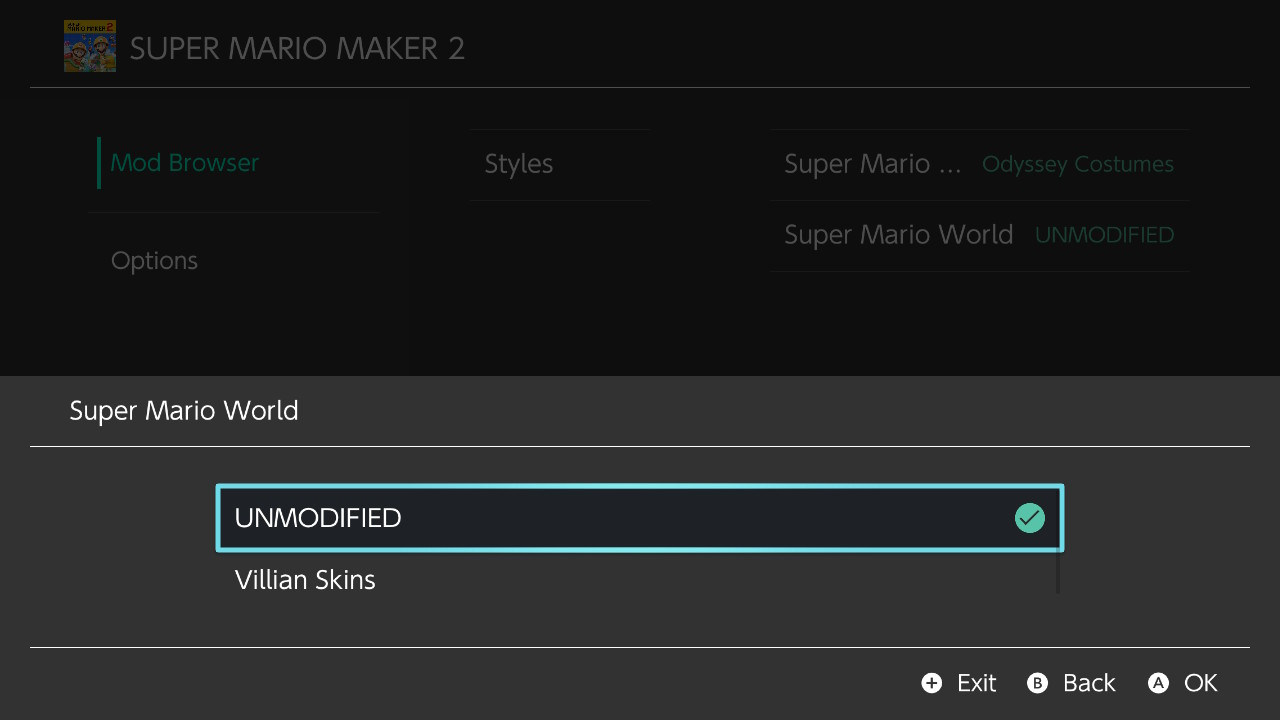 SUPER MARIO MAKER 2
Mod Browser
Options
Styles
Super Mario ... Odyssey Costumes
Super Mario World UNMODIFIED
Super Mario World
UNMODIFIED
Villian Skins
+ Exit B Back A OK